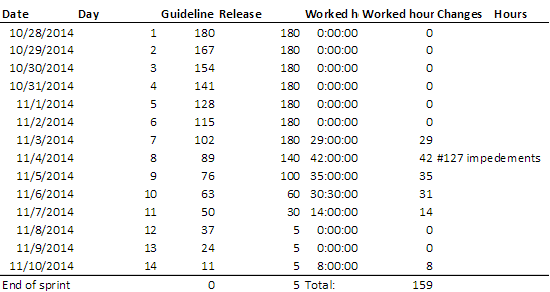 Date Day Guideline Release Worked h Worked hour Changes Hours
10/28/2014 1 180 180 0:00:00 0
10/29/2014 2 167 180 0:00:00 0
10/30/2014 3 154 180 0:00:00 0
10/31/2014 4 141 180 0:00:00 0
11/1/2014 5 128 180 0:00:00 0
11/2/2014 6 115 180 0:00:00 0
11/3/2014 7 102 180 29:00:00 29
11/4/2014 8 89 140 42:00:00 42 #127 impedements
11/5/2014 9 76 100 35:00:00 35
11/6/2014 10 63 60 30:30:00 31
11/7/2014 11 50 30 14:00:00 14
11/8/2014 12 37 5 0:00:00 0
11/9/2014 13 24 5 0:00:00 0
11/10/2014 14 11 5 8:00:00 8
End of sprint 0 5 Total: 159